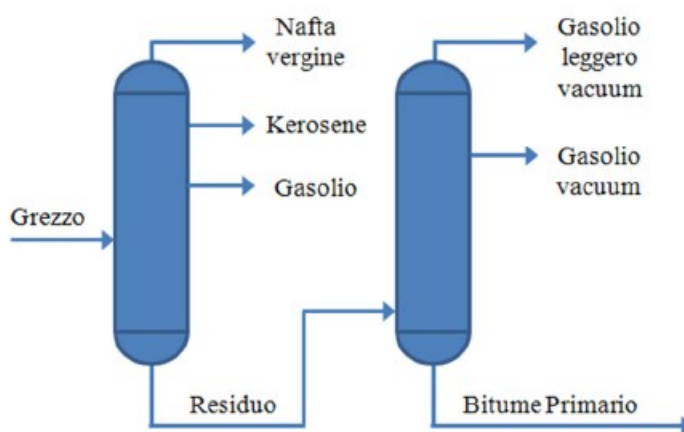 Nafta
vergine
Kerosene
Gasolio
Grezzo
Residuo
Gasolio
leggero
vacuum
Gasolio
vacuum
Bitume Primario